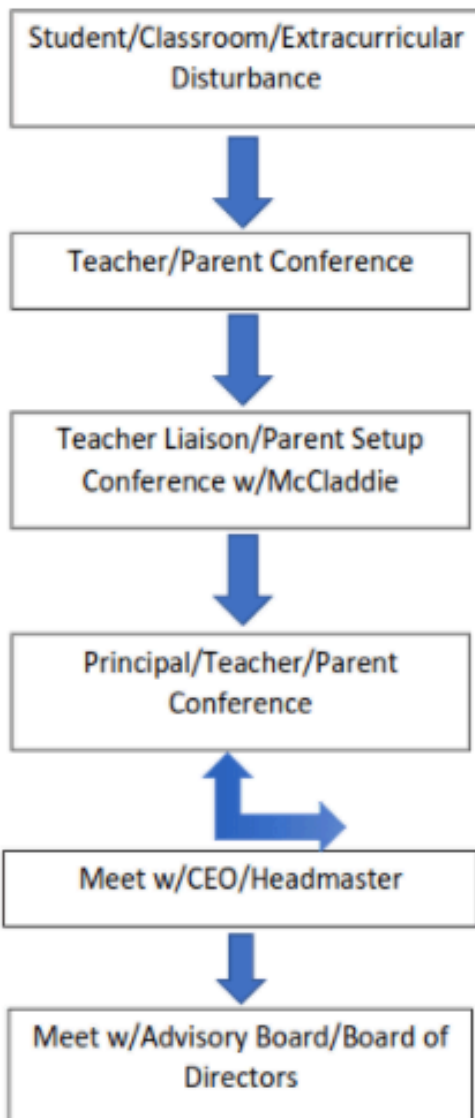 Student/Classroom/Extracurricular
Disturbance
Teacher/Parent Conference
Teacher Liaison/Parent Setup
Conference w/McCladdie
Principal/Teacher/Parent
Conference
Meet w/CEO/Headmaster
Meet w/Advisory Board/Board of
Directors